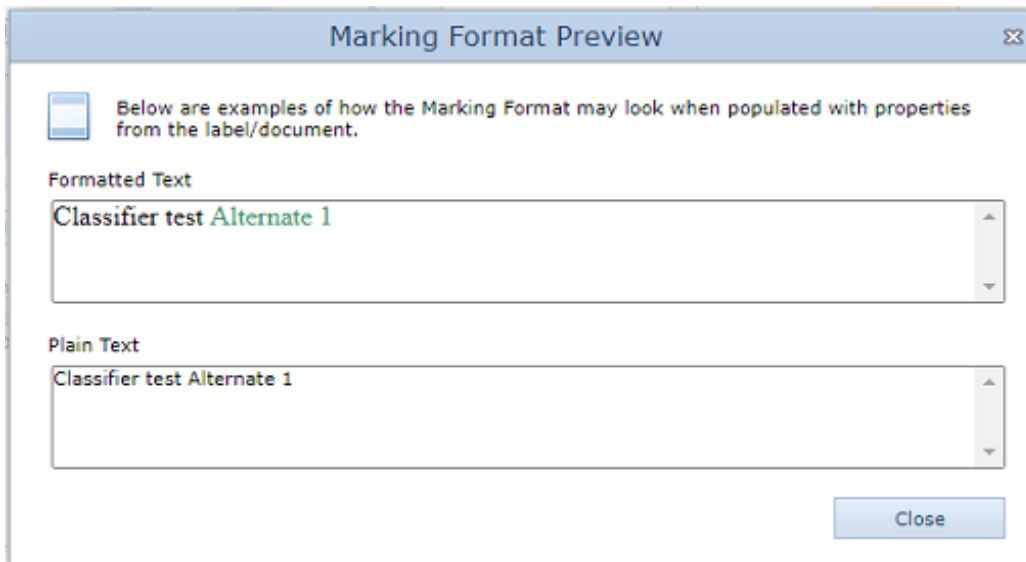 Marking Format Preview
Below are examples of how the Marking Format may look when populated with properties
from the label/document.
Formatted Text
Classifier test Alternate 1
Plain Text
Classifier test Alternate 1
Close